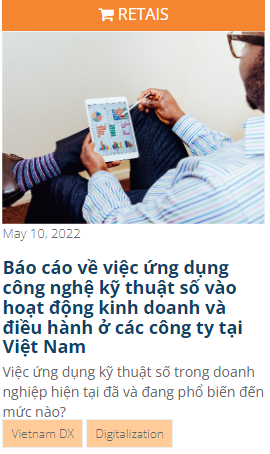 RETAIS
May 10, 2022
Báo cáo về việc ứng dụng
công nghệ kỹ thuật số vào
hoạt động kinh doanh và
điều hành ở các công ty tại
Việt Nam
Việc ứng dụng kỹ thuật số trong doanh
nghiệp hiện tại đã và đang phổ biến đến
mức nào?
Vietnam DX
Digitalization